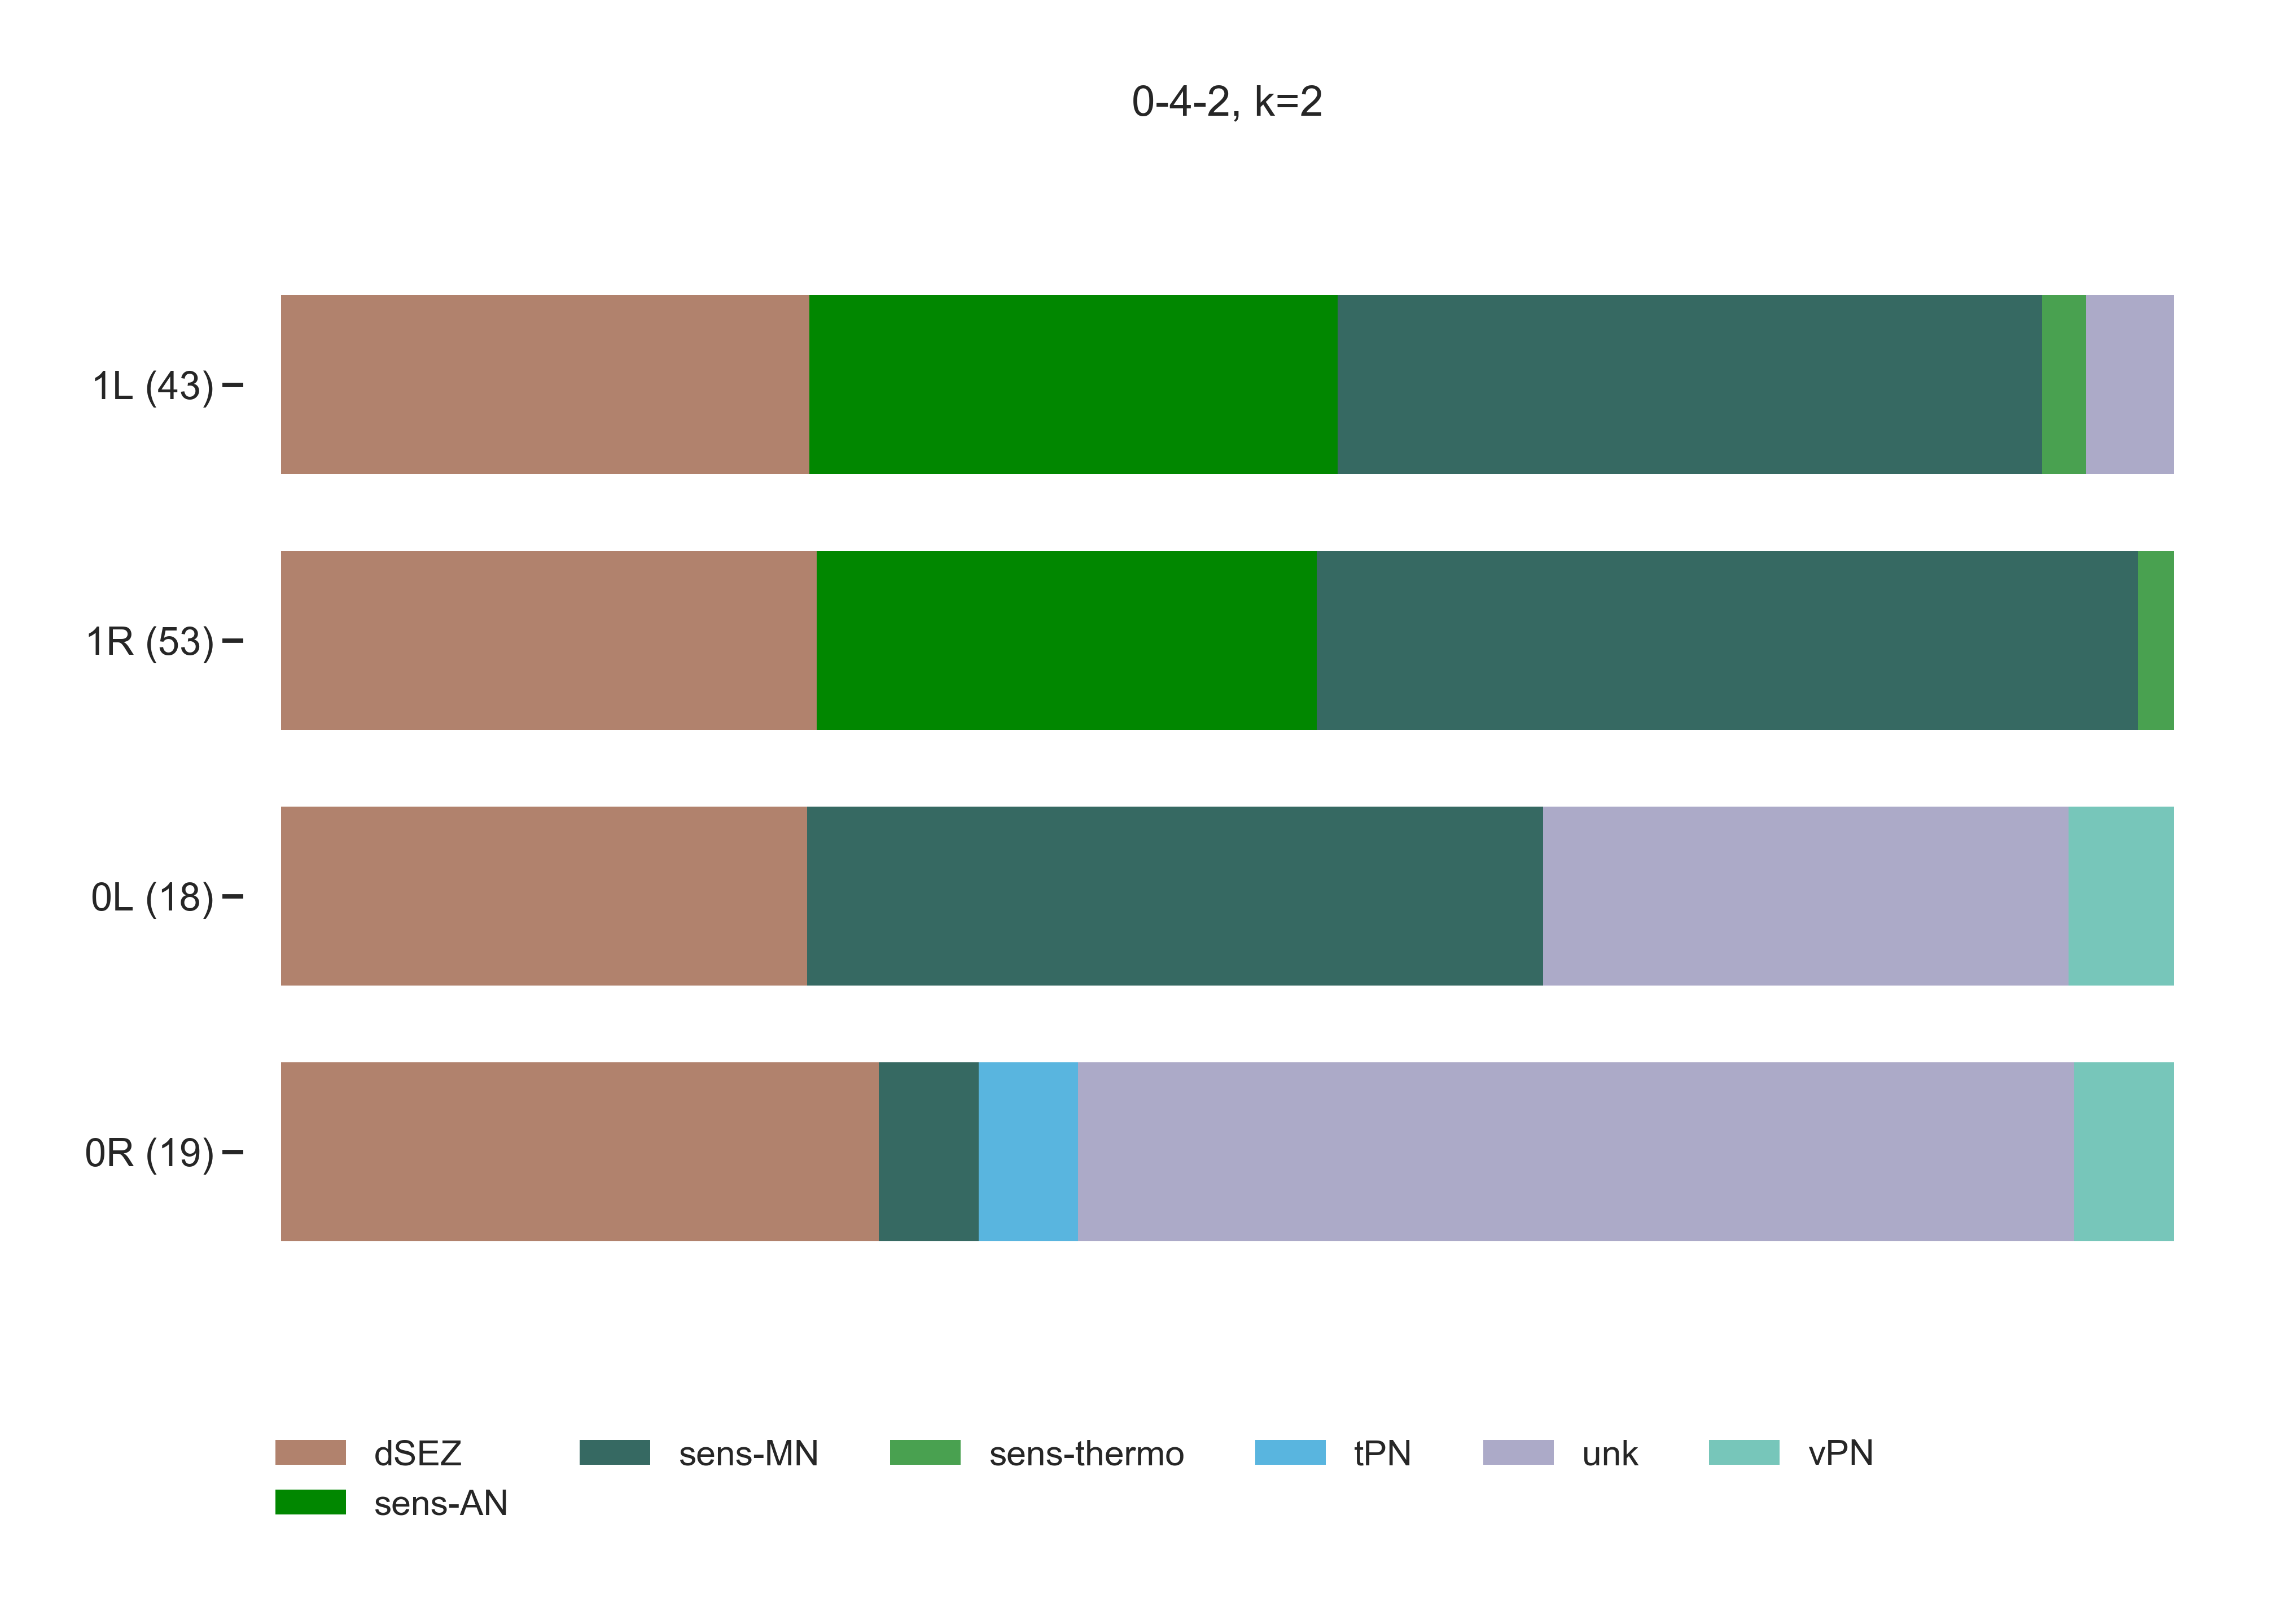 0-4-2, k=2
1L (43)
1R (53)
0L (18)
0R (19)
dSEZ sens-MN sens-thermo tPN unk vPN
sens-AN